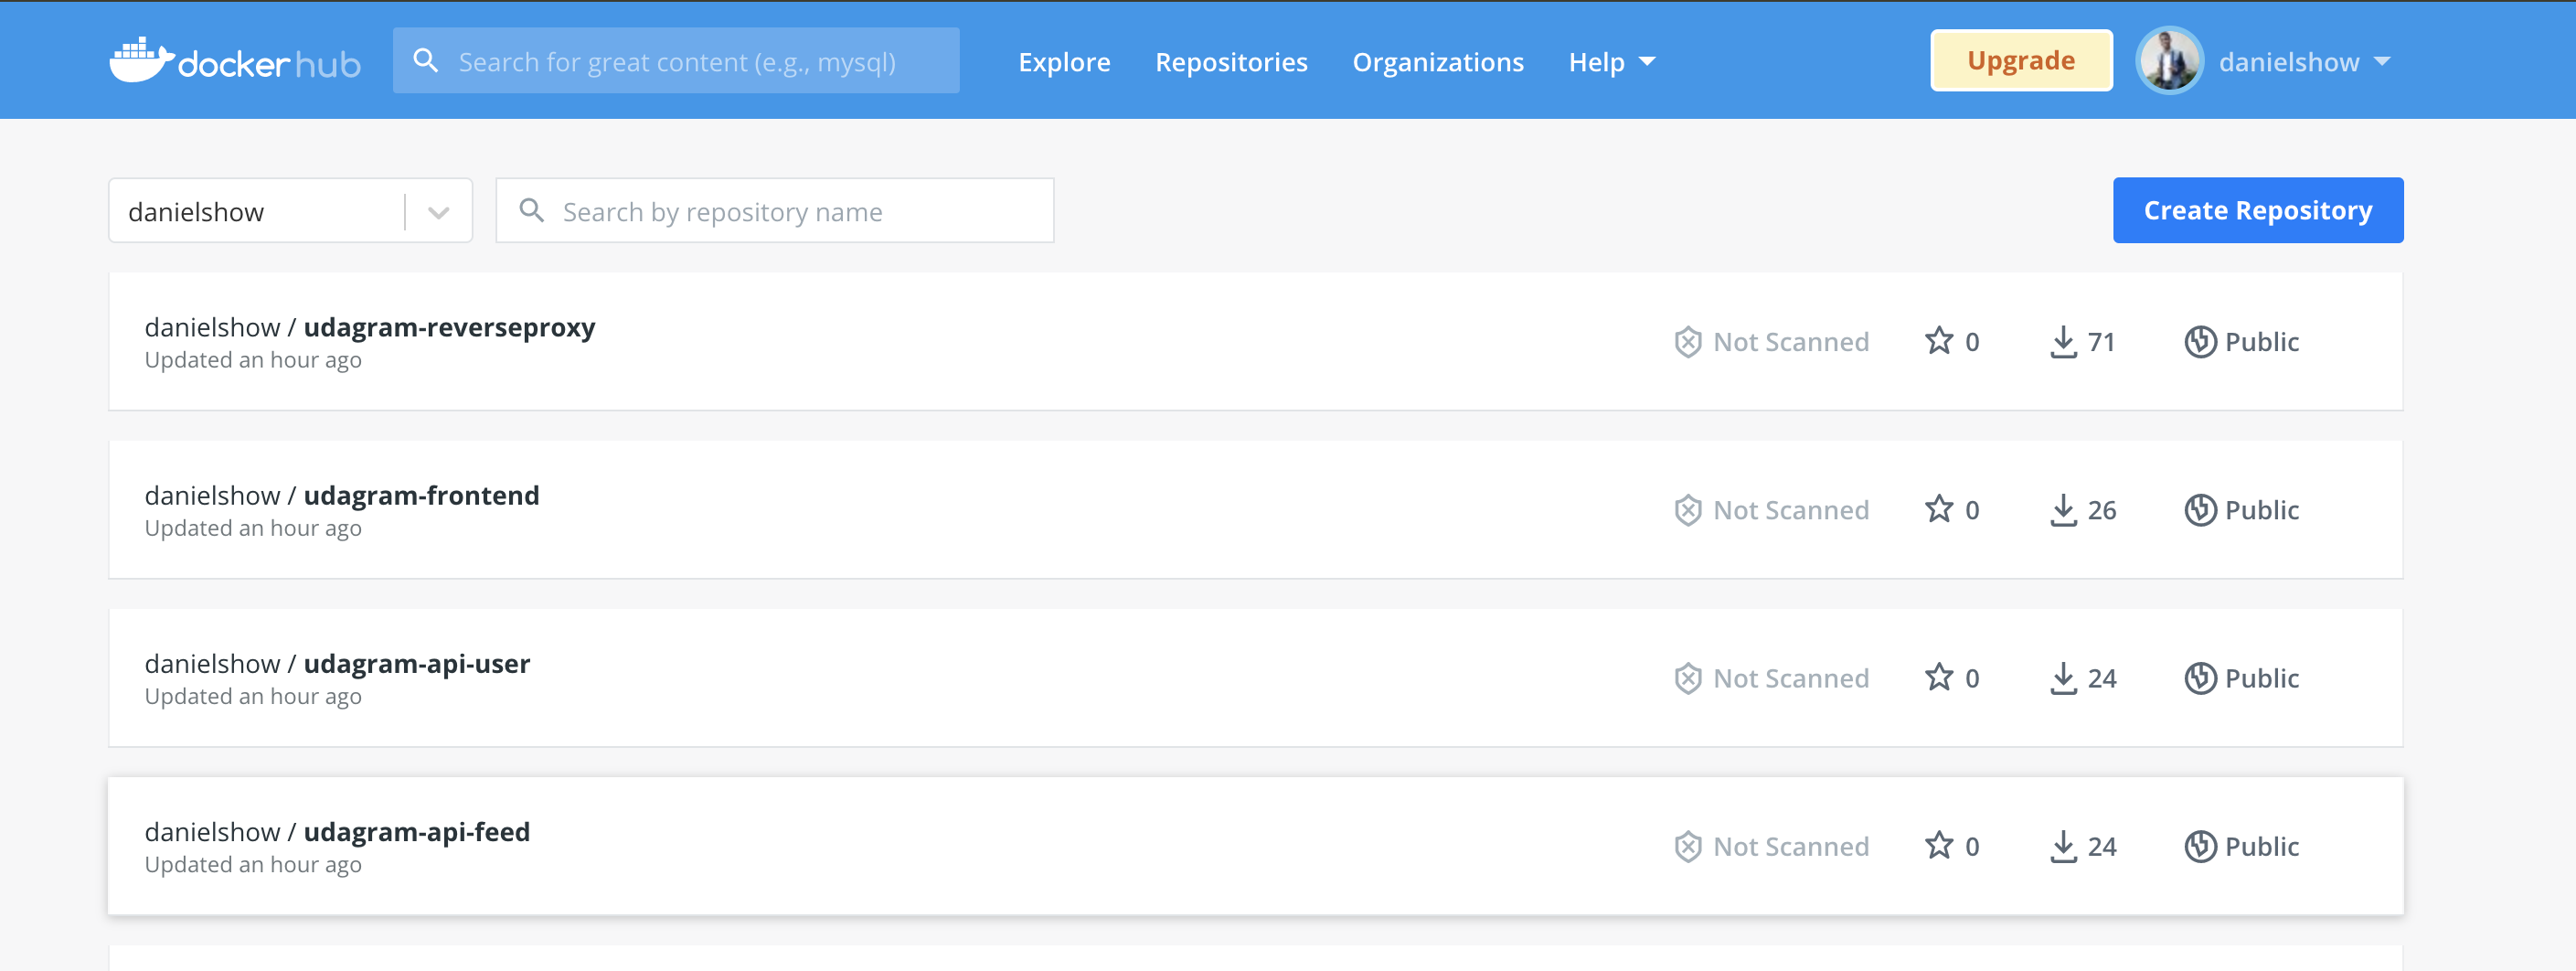 docker hub
Search for great content (e.g., mysql)
Explore
Repositories
Organizations
Help
Upgrade
danielshow
danielshow
Search by repository name
Create Repository
danielshow / udagram-reverseproxy
Updated an hour ago
Not Scanned
0
71
Public
danielshow / udagram-frontend
Updated an hour ago
Not Scanned
0
26
Public
danielshow / udagram-api-user
Updated an hour ago
Not Scanned
0
24
Public
danielshow / udagram-api-feed
Updated an hour ago
Not Scanned
0
24
Public